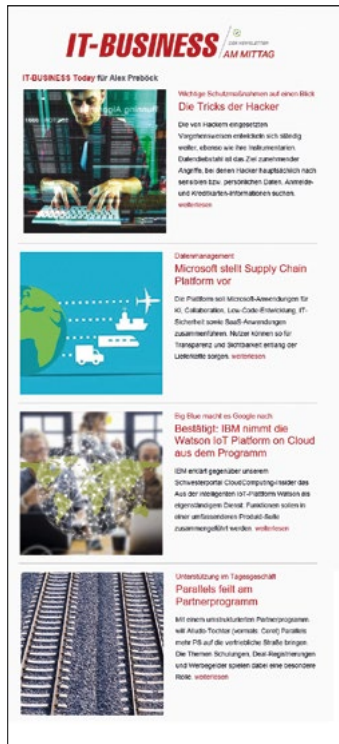 IT-BUSINESS
DER NEWSLETTER
AM MITTAG
IT-BUSINESS Today für Alex Preböck
Wichtige Schutzmaßnahmen auf einen Blick
Die Tricks der Hacker
Die von Hackern eingesetzten
Vorgehensweisen entwickeln sich ständig
weiter, ebenso wie ihre Instrumentarien.
Datendiebstahl ist das Ziel zunehmender
Angriffe, bei denen Hacker hauptsächlich nach
sensiblen bzw. persönlichen Daten, Anmelde-
und Kreditkarten-Informationen suchen.
weiterlesen
Datenmanagement
Microsoft stellt Supply Chain
Platform vor
Die Plattform soll Microsoft-Anwendungen für
KI, Collaboration, Low-Code-Entwicklung, IT-
Sicherheit sowie SaaS-Anwendungen
zusammenführen. Nutzer können so für
Transparenz und Sichtbarkeit entlang der
Lieferkette sorgen. weiterlesen
Big Blue macht es Google nach
Bestätigt: IBM nimmt die
Watson IoT Platform on Cloud
aus dem Programm
IBM erklärt gegenüber unserem
Schwesterportal CloudComputing-Insider das
Aus der intelligenten IoT-Plattform Watson als
eigenständigem Dienst. Funktionen sollen in
einer umfassenderen Produkt-Suite
zusammengeführt werden. weiterlesen
Unterstützung im Tagesgeschäft
Parallels feilt am
Partnerprogramm
Mit einem umstrukturierten Partnerprogramm
will Alludo-Tochter (vormals: Corel) Parallels
mehr PS auf die vertriebliche Straße bringen.
Die Themen Schulungen, Deal-Registrierungen
und Werbegelder spielen dabei eine besondere
Rolle. weiterlesen